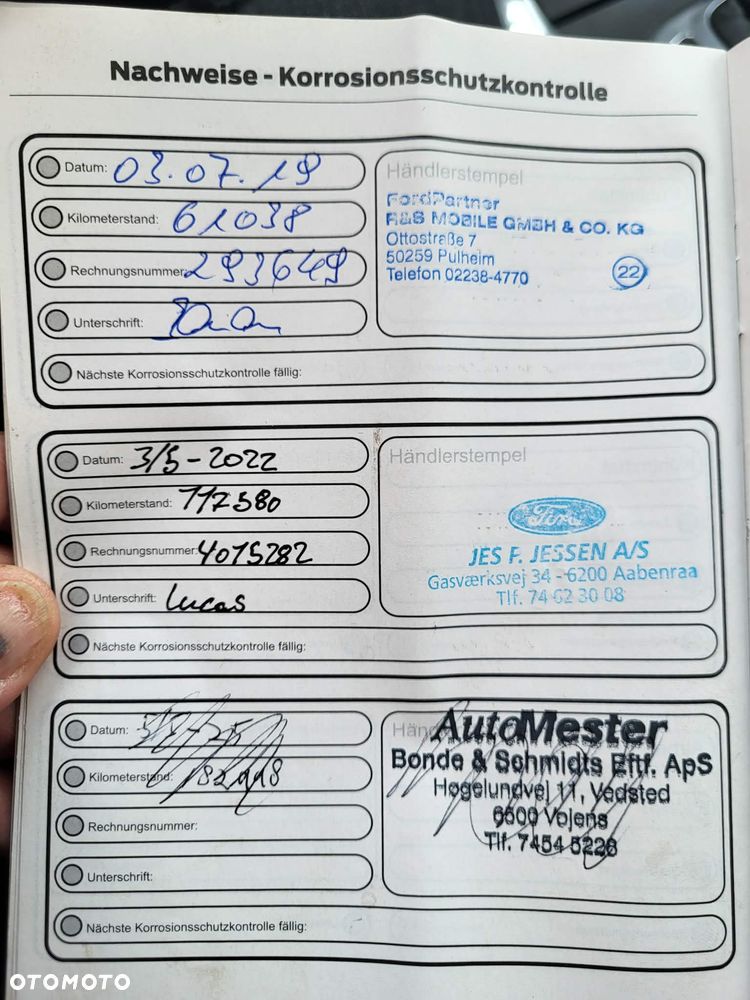 Nachweise - Korrosionsschutzkontrolle
Datum: 03.07.19
Kilometerstand: 61038
Rechnungsnummer: 293649
Unterschrift:
Nächste Korrosionsschutzkontrolle fällig:
Händlerstempel
FordPartner
R&S MOBILE GMBH & CO. KG
Ottostraße 7
50259 Pulheim
Telefon 02238-4770
22
Datum: 3/5-2022
Kilometerstand: 117580
Rechnungsnummer: 4015282
Unterschrift: Lucas
Nächste Korrosionsschutzkontrolle fällig:
Händlerstempel
Ford
JES F. JESSEN A/S
Gasværksvej 34 - 6200 Aabenraa
Tlf. 74 62 30 08
Datum:
Kilometerstand:
Rechnungsnummer:
Unterschrift:
Nächste Korrosionsschutzkontrolle fällig:
AutoMester
Bonde & Schmidts Eftf. ApS
Høgelundvej 11, Vedsted
6500 Vojens
Tlf. 7454 5228
OTOMOTO